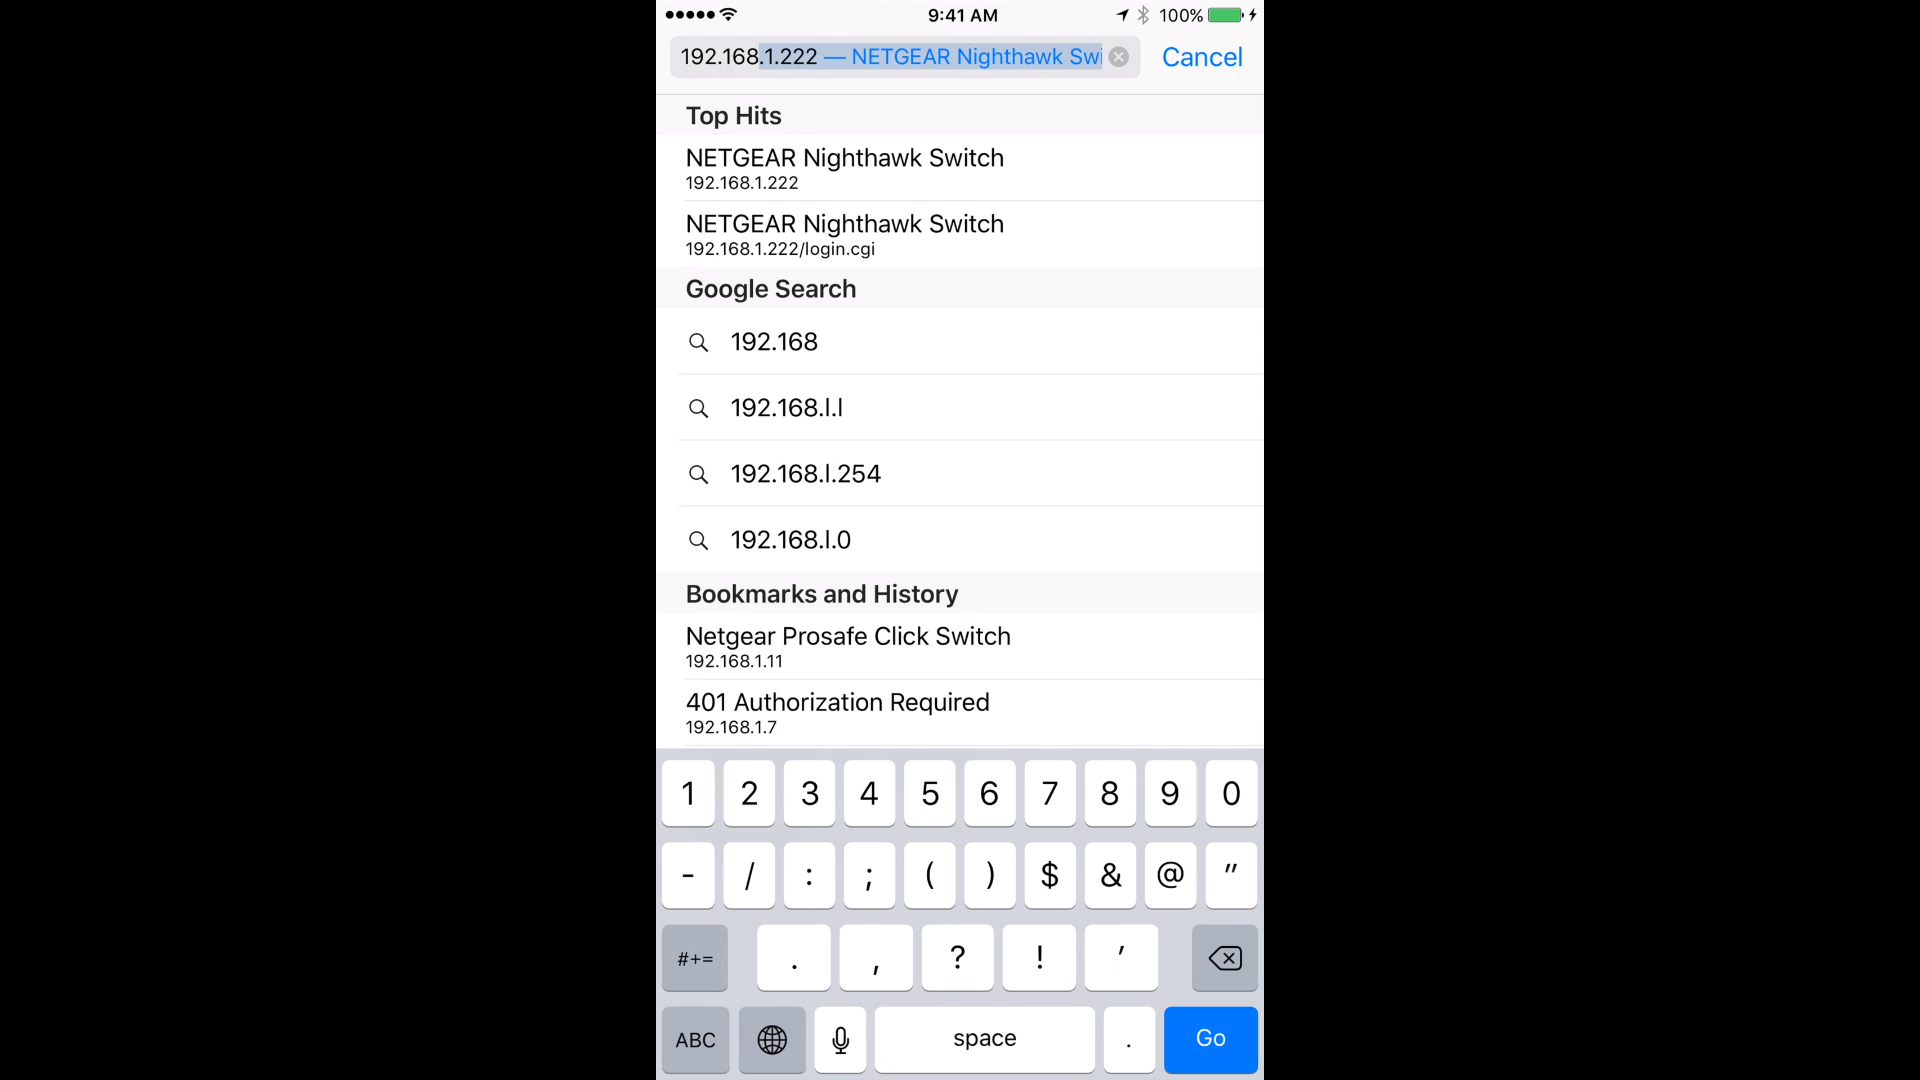 9:41 AM 100%
192.168.1.222 — NETGEAR Nighthawk Swi Cancel
Top Hits
NETGEAR Nighthawk Switch
192.168.1.222
NETGEAR Nighthawk Switch
192.168.1.222/login.cgi
Google Search
192.168
192.168.l.l
192.168.l.254
192.168.l.0
Bookmarks and History
Netgear Prosafe Click Switch
192.168.1.11
401 Authorization Required
192.168.1.7
1 2 3 4 5 6 7 8 9 0
- / : ; ( ) $ & @ "
#+= . , ? ! '
ABC space . Go